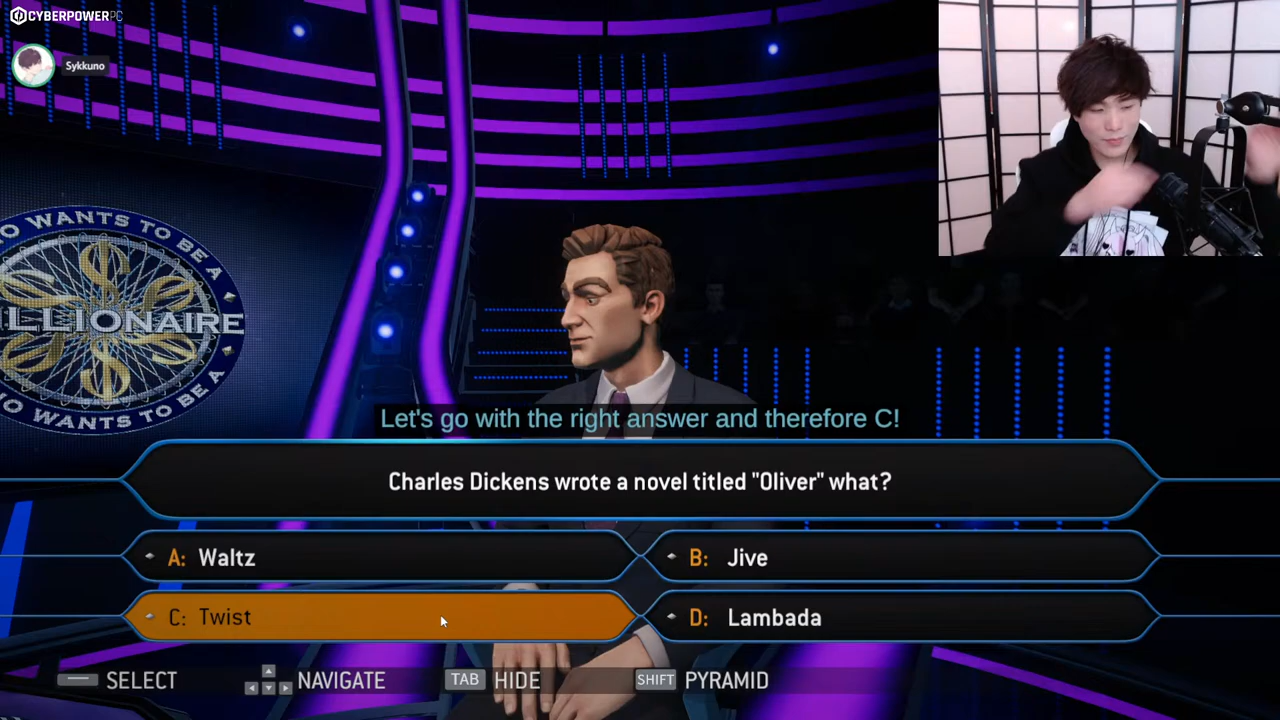 CYBERPOWERPC
Sykkuno
WANTS TO BE A
ILLIONAIRE
WANTS TO BE A
Let's go with the right answer and therefore C!
Charles Dickens wrote a novel titled "Oliver" what?
A: Waltz
B: Jive
C: Twist
D: Lambada
SELECT
NAVIGATE
TAB HIDE
SHIFT PYRAMID